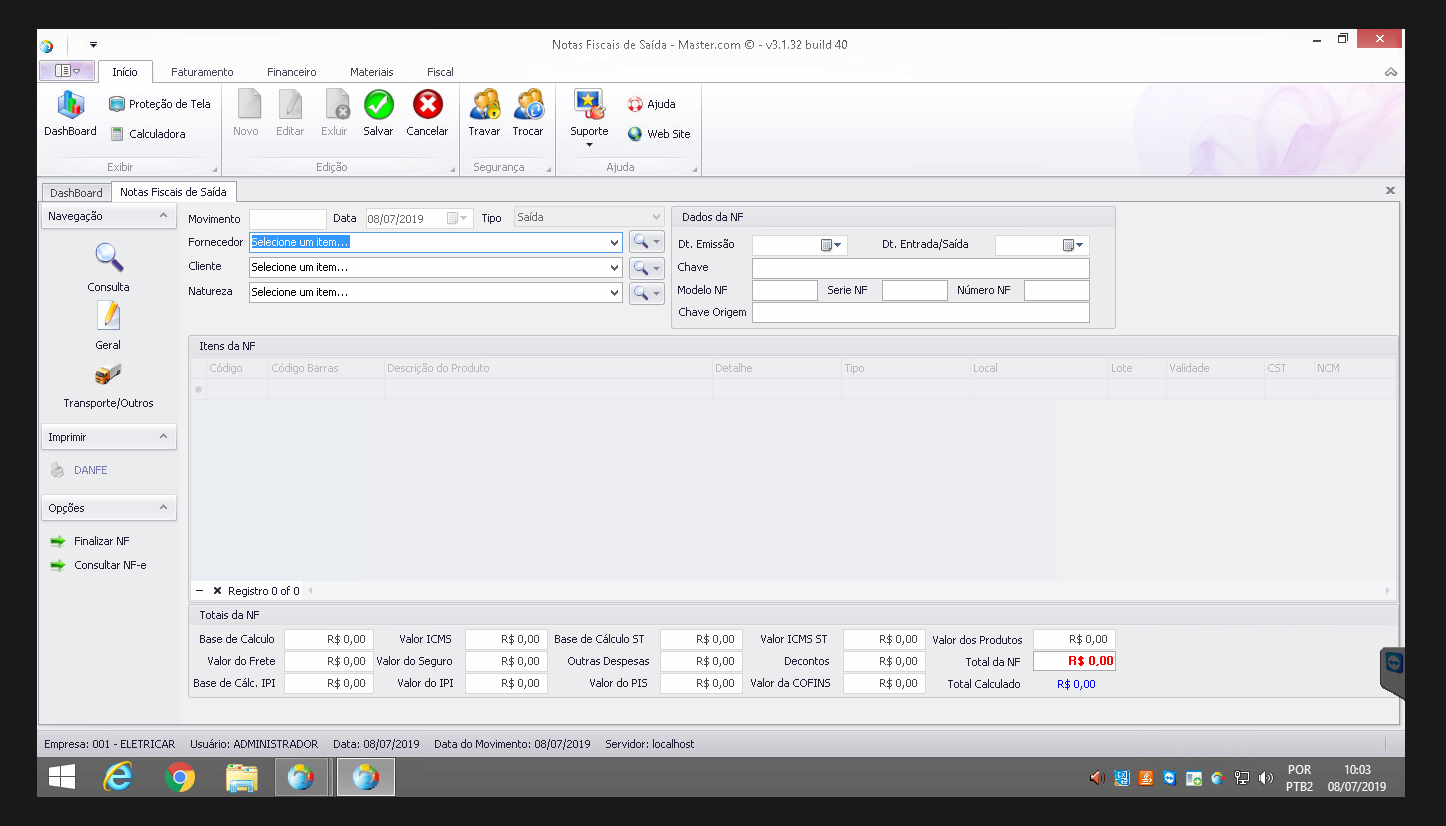 Notas Fiscais de Saída - Master.com © - v3.1.32 build 40
Início Faturamento Financeiro Materiais Fiscal
DashBoard Proteção de Tela Calculadora Novo Editar Exluir Salvar Cancelar Travar Trocar Suporte Ajuda Web Site
Exibir Edição Segurança Ajuda
DashBoard Notas Fiscais de Saída
Navegação
Consulta
Geral
Transporte/Outros
Imprimir
DANFE
Opções
Finalizar NF
Consultar NF-e
Movimento Data 08/07/2019 Tipo Saída
Fornecedor Selecione um item...
Cliente Selecione um item...
Natureza Selecione um item...
Dados da NF
Dt. Emissão Dt. Entrada/Saída
Chave
Modelo NF Serie NF Número NF
Chave Origem
Itens da NF
Código Código Barras Descrição do Produto Detalhe Tipo Local Lote Validade CST NCM
Registro 0 of 0
Totais da NF
Base de Calculo R$ 0,00 Valor ICMS R$ 0,00 Base de Cálculo ST R$ 0,00 Valor ICMS ST R$ 0,00 Valor dos Produtos R$ 0,00
Valor do Frete R$ 0,00 Valor do Seguro R$ 0,00 Outras Despesas R$ 0,00 Decontos R$ 0,00 Total da NF R$ 0,00
Base de Cálc. IPI R$ 0,00 Valor do IPI R$ 0,00 Valor do PIS R$ 0,00 Valor da COFINS R$ 0,00 Total Calculado R$ 0,00
Empresa: 001 - ELETRICAR Usuário: ADMINISTRADOR Data: 08/07/2019 Data do Movimento: 08/07/2019 Servidor: localhost
POR 10:03
PTB2 08/07/2019